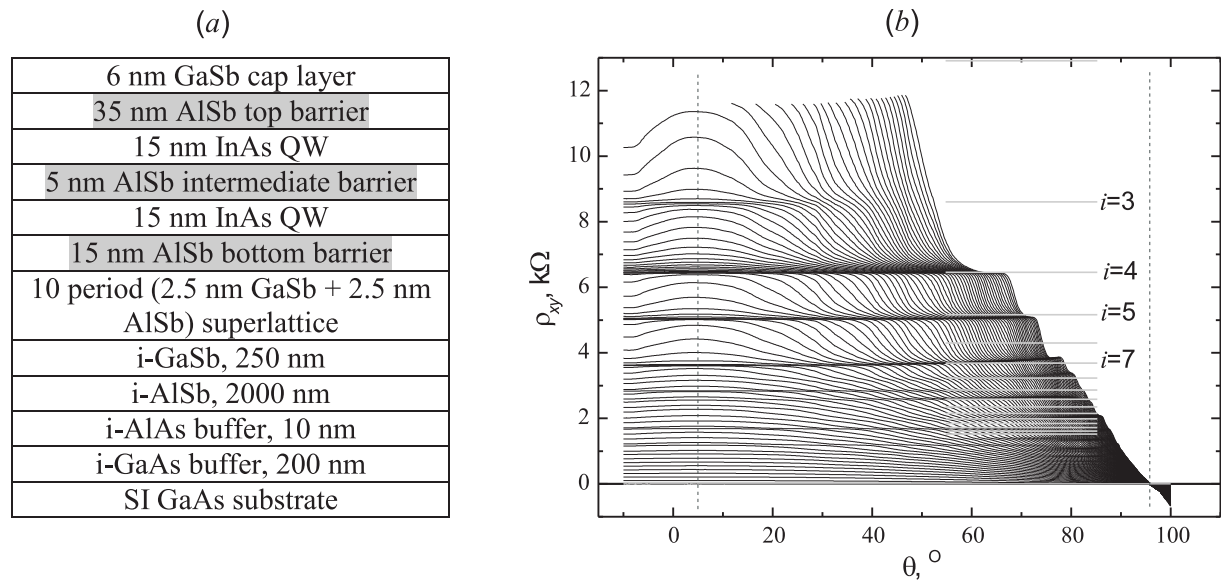 (a)
6 nm GaSb cap layer
35 nm AlSb top barrier
15 nm InAs QW
5 nm AlSb intermediate barrier
15 nm InAs QW
15 nm AlSb bottom barrier
10 period (2.5 nm GaSb + 2.5 nm
AlSb) superlattice
i-GaSb, 250 nm
i-AlSb, 2000 nm
i-AlAs buffer, 10 nm
i-GaAs buffer, 200 nm
SI GaAs substrate
(b)
12
10
8
6
4
2
0
ρxy, kΩ
i=3
i=4
i=5
i=7
0 20 40 60 80 100
θ, °